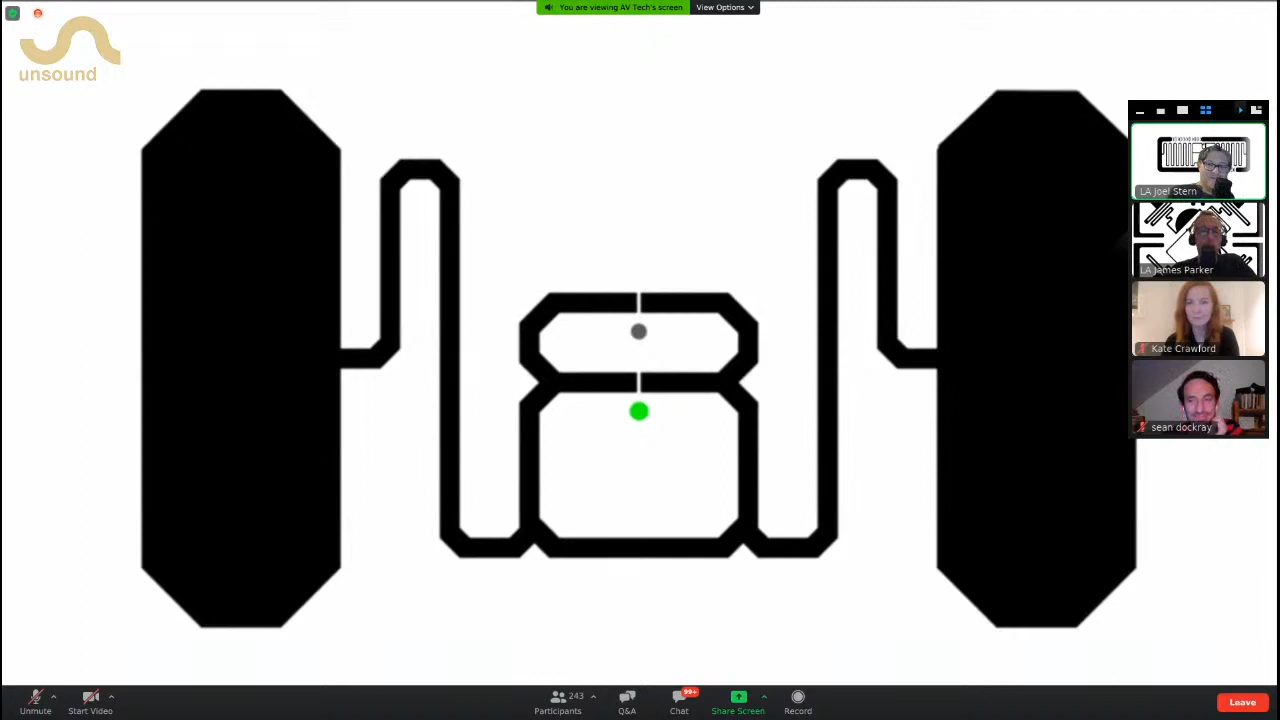 You are viewing AV Tech's screen
View Options
unsound
LA Joel Stern
LA James Parker
Kate Crawford
sean dockray
243
99+
Unmute
Start Video
Participants
Q&A
Chat
Share Screen
Record
Leave